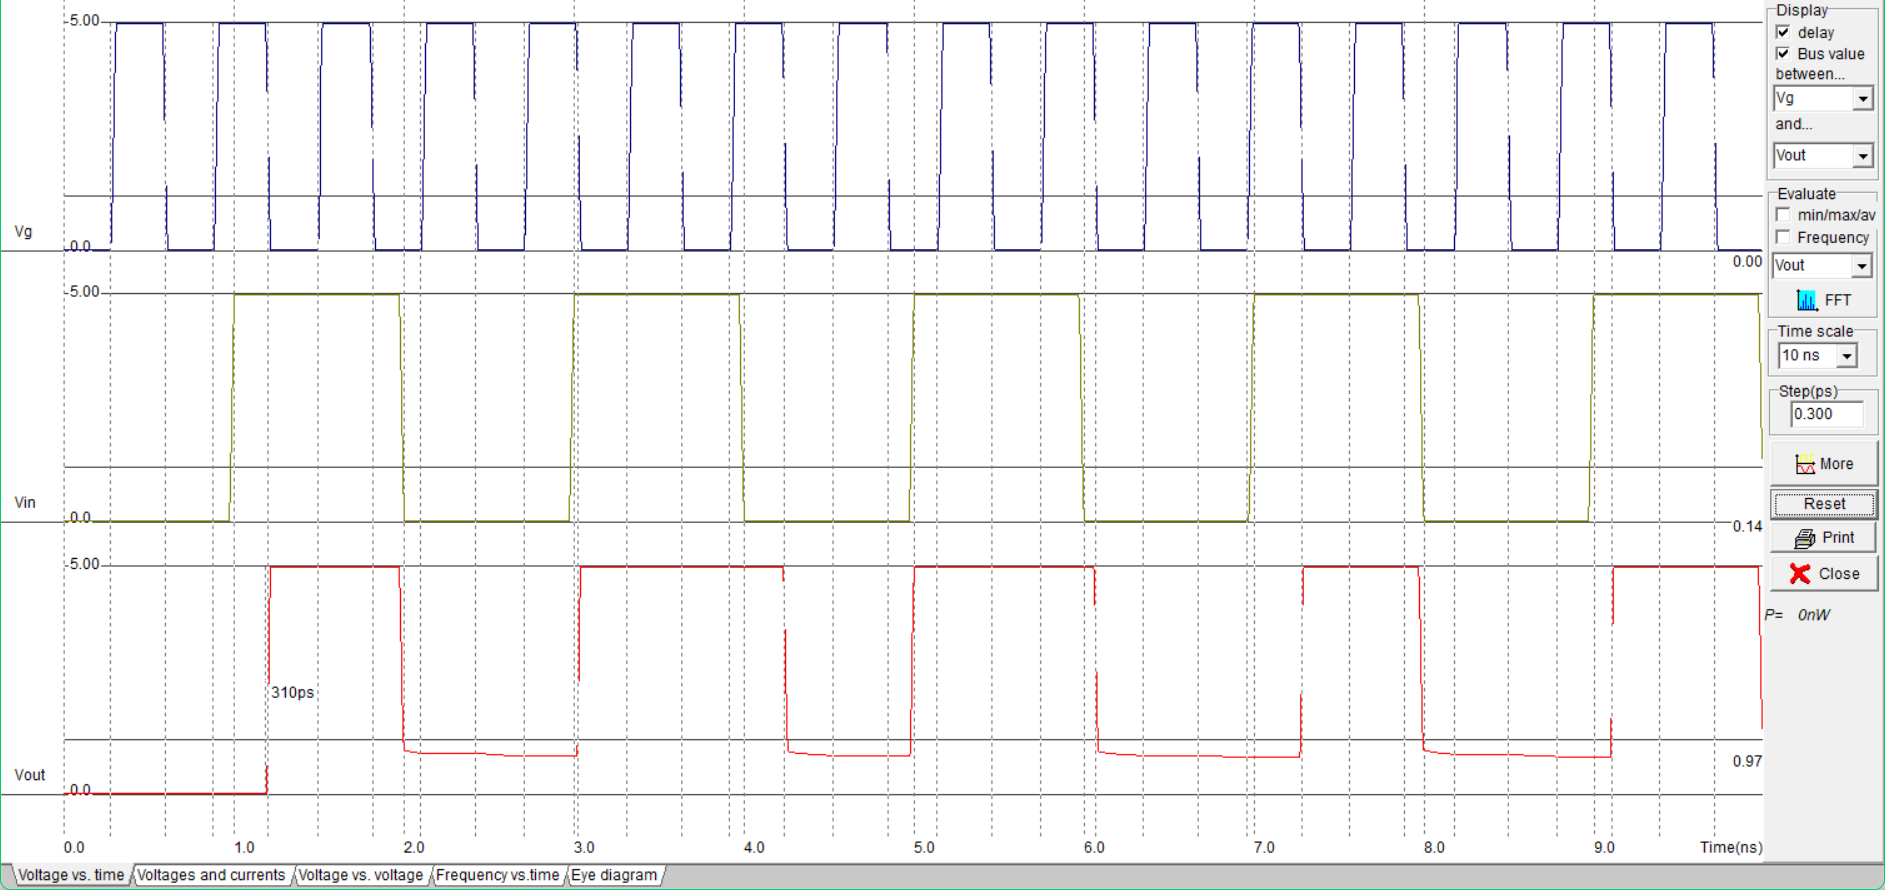 5.00
Vg
0.0
0.00
5.00
Vin
0.0
0.14
5.00
310ps
Vout
0.0
0.97
0.0 1.0 2.0 3.0 4.0 5.0 6.0 7.0 8.0 9.0 Time(ns)
Voltage vs. time Voltages and currents Voltage vs. voltage Frequency vs.time Eye diagram
Display
delay
Bus value
between...
Vg
and...
Vout
Evaluate
min/max/av
Frequency
Vout
FFT
Time scale
10 ns
Step(ps)
0.300
More
Reset
Print
Close
P= 0nW